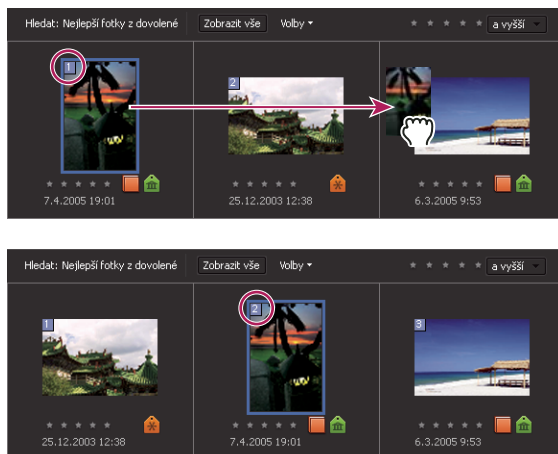 Hledat: Nejlepší fotky z dovolené Zobrazit vše Volby a vyšší
1 2
7.4.2005 19:01 25.12.2003 12:38 6.3.2005 9:53
Hledat: Nejlepší fotky z dovolené Zobrazit vše Volby a vyšší
1 2 3
25.12.2003 12:38 7.4.2005 19:01 6.3.2005 9:53